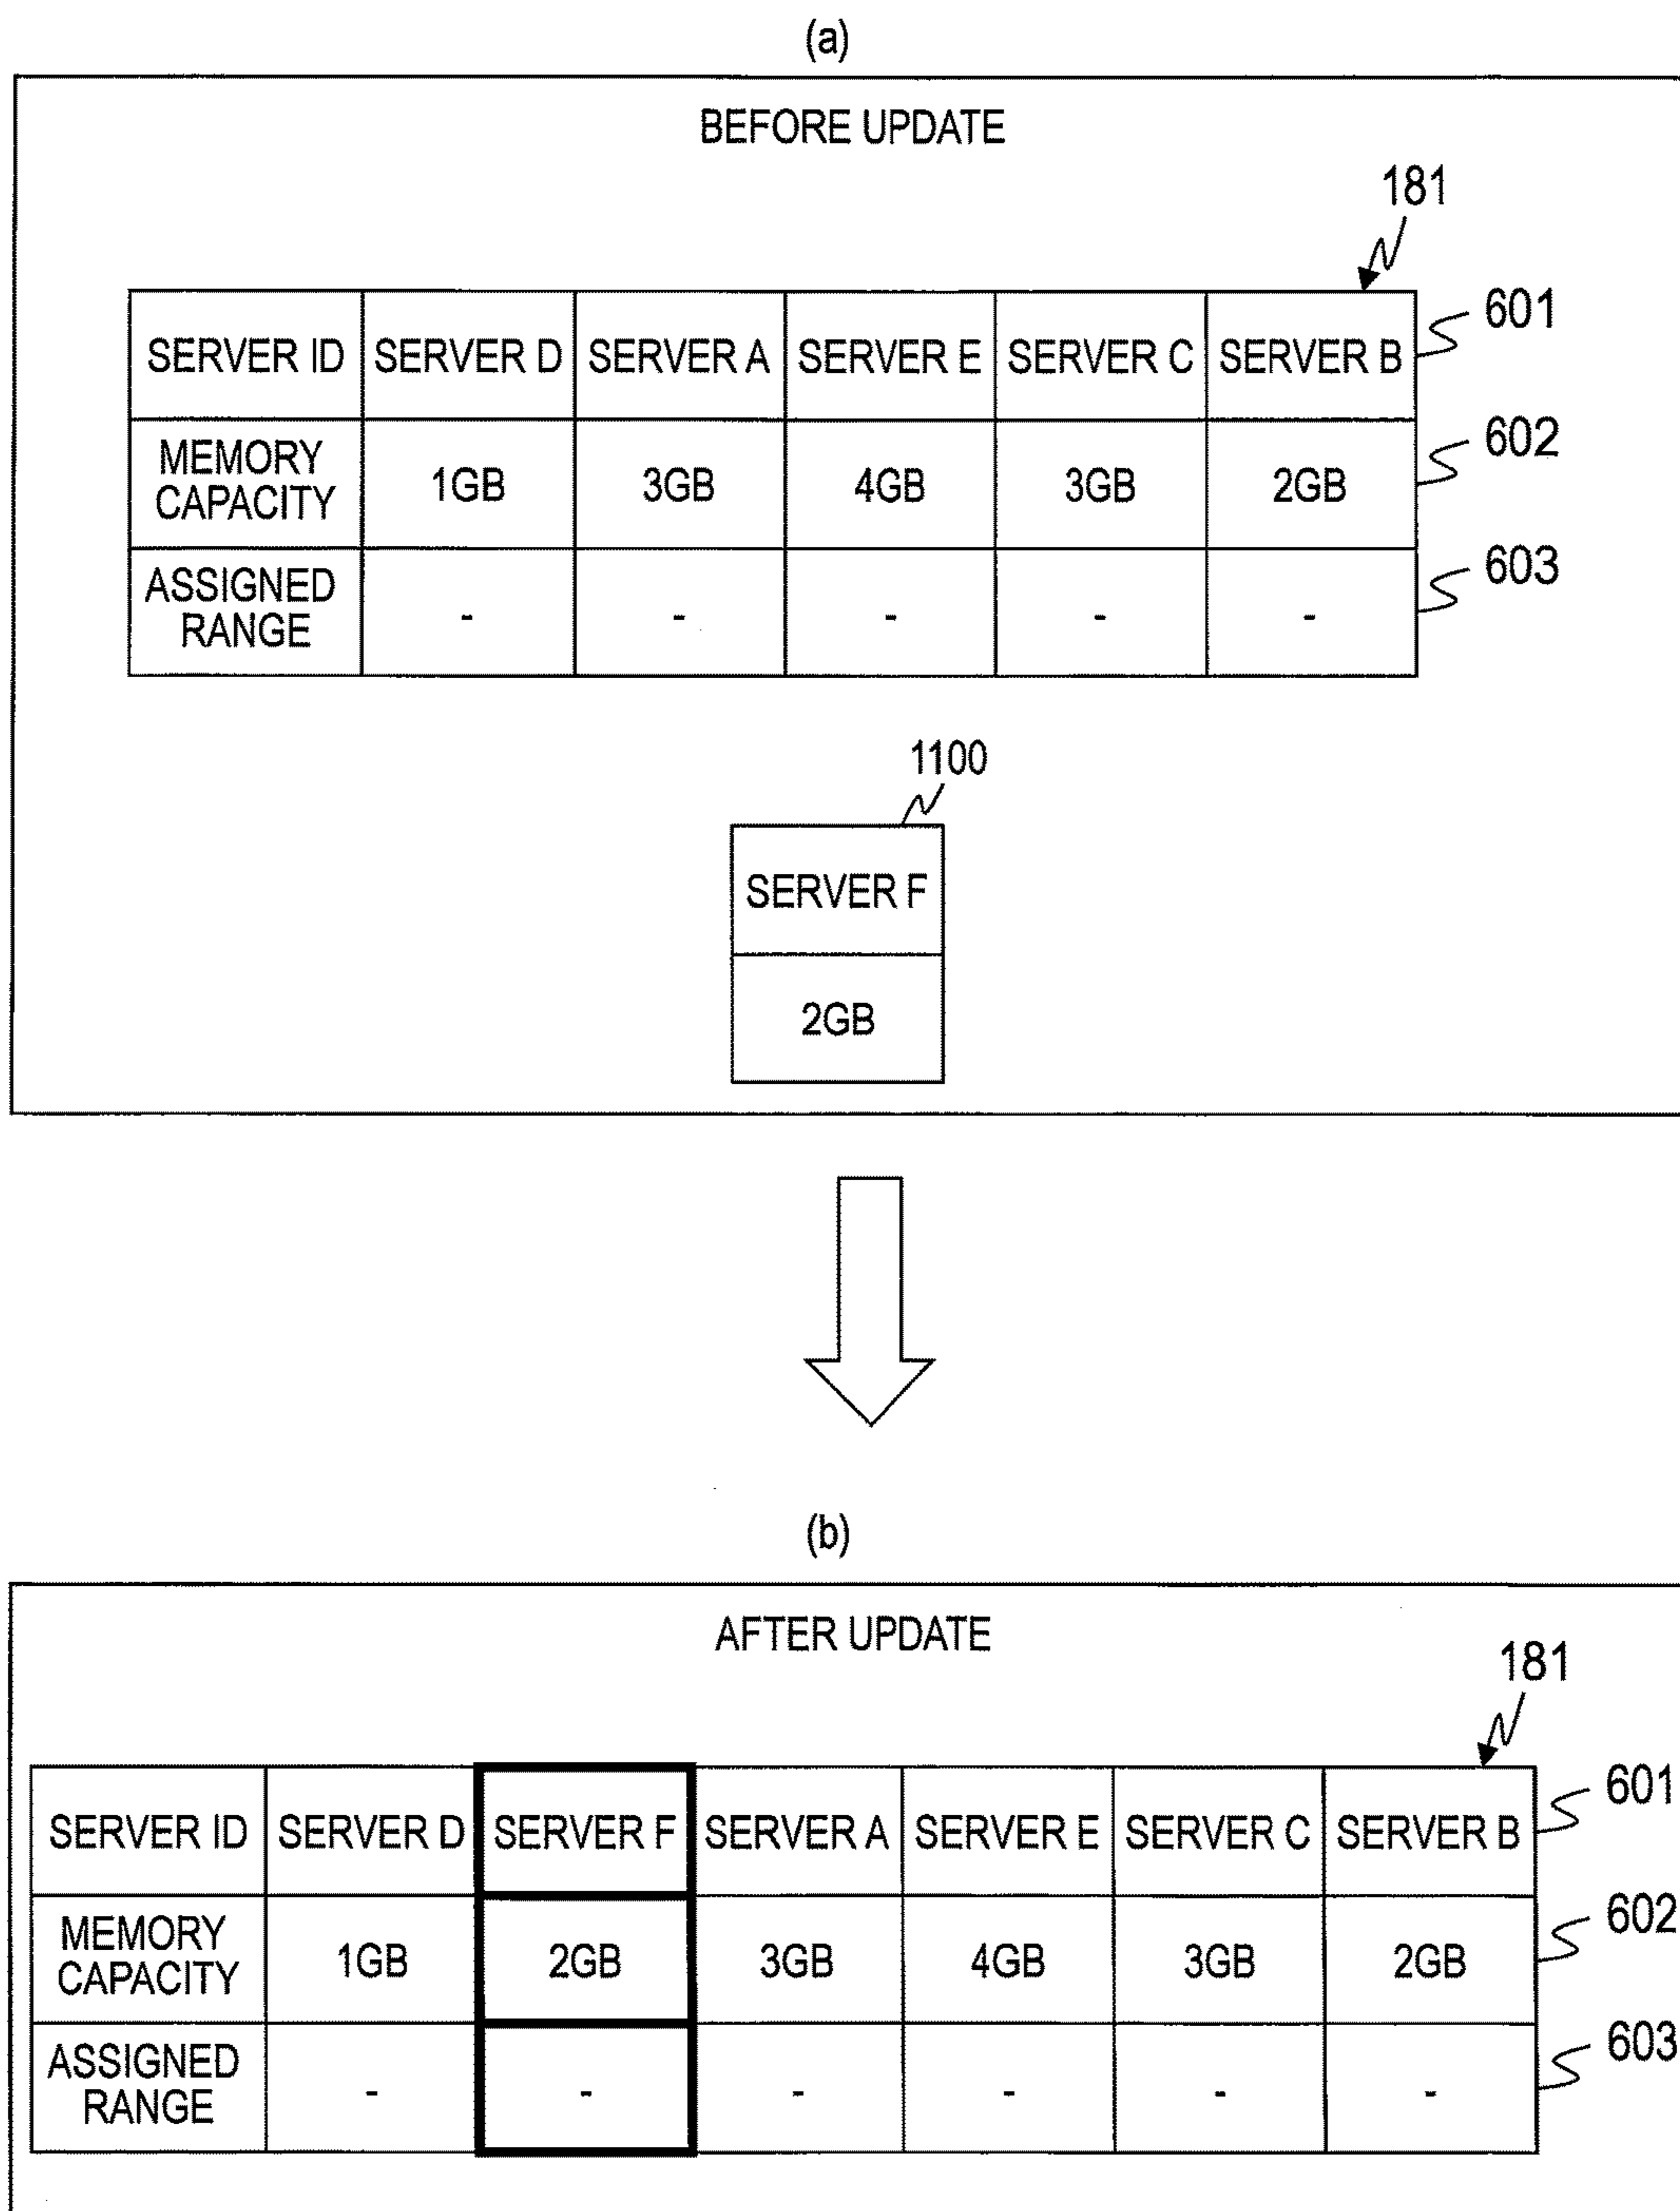 (a)
BEFORE UPDATE
181
SERVER ID SERVER D SERVER A SERVER E SERVER C SERVER B 601
MEMORY
CAPACITY 1GB 3GB 4GB 3GB 2GB 602
ASSIGNED
RANGE - - - - - 603
1100
SERVER F
2GB
(b)
AFTER UPDATE
181
SERVER ID SERVER D SERVER F SERVER A SERVER E SERVER C SERVER B 601
MEMORY
CAPACITY 1GB 2GB 3GB 4GB 3GB 2GB 602
ASSIGNED
RANGE - - - - - - 603